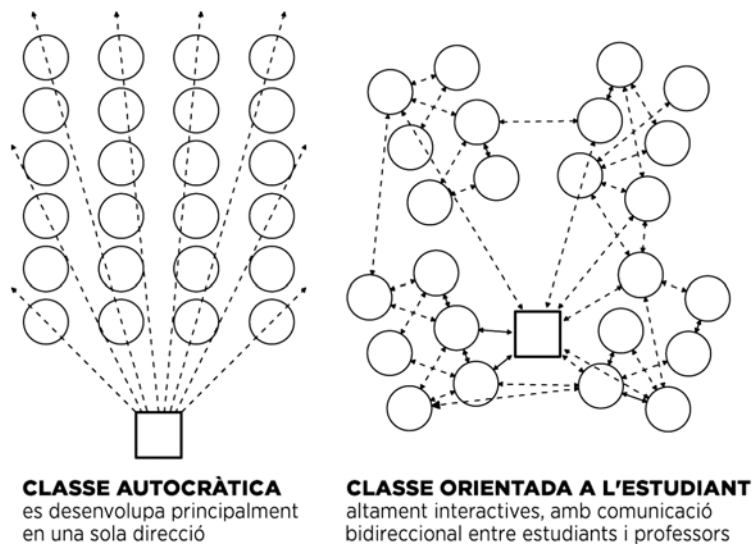 CLASSE AUTOCRÀTICA
es desenvolupa principalment
en una sola direcció
CLASSE ORIENTADA A L'ESTUDIANT
altament interactives, amb comunicació
bidireccional entre estudiants i professors